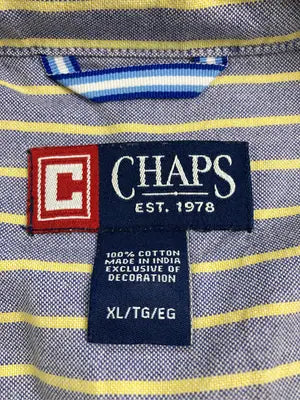 C CHAPS
EST. 1978
100% COTTON
MADE IN INDIA
EXCLUSIVE OF
DECORATION
XL/TG/EG